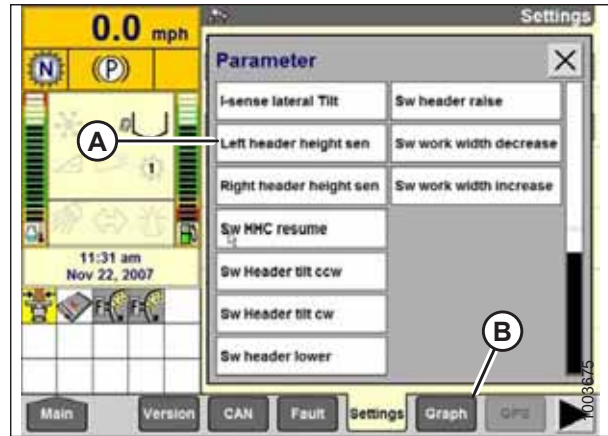 0.0 mph
Settings
N
(P)
Parameter
I-sense lateral Tilt
Sw header raise
A
Left header height sen
Sw work width decrease
1
Right header height sen
Sw work width increase
Sw HHC resume
11:31 am
Nov 22, 2007
Sw Header tilt ccw
F
F
Sw Header tilt cw
B
Sw header lower
1003675
Main
Version
CAN
Fault
Settings
Graph
GPS